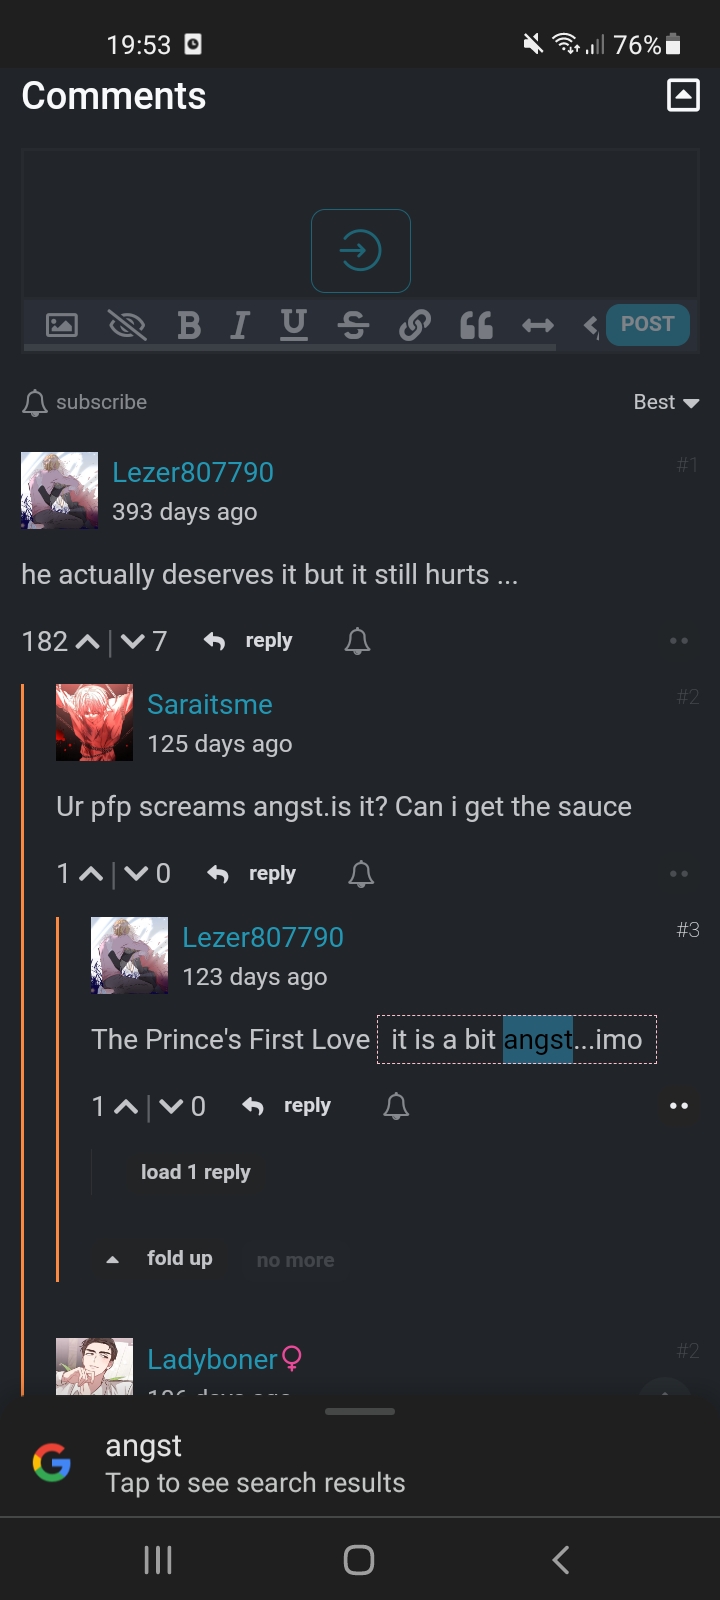 19:53
76%
Comments
B I U S
POST
subscribe
Best
Lezer807790
#1
393 days ago
he actually deserves it but it still hurts ...
182 | 7 reply
Saraitsme
#2
125 days ago
Ur pfp screams angst.is it? Can i get the sauce
1 | 0 reply
Lezer807790
#3
123 days ago
The Prince's First Love it is a bit angst...imo
1 | 0 reply
load 1 reply
fold up no more
Ladyboner
#2
days ago
angst
Tap to see search results